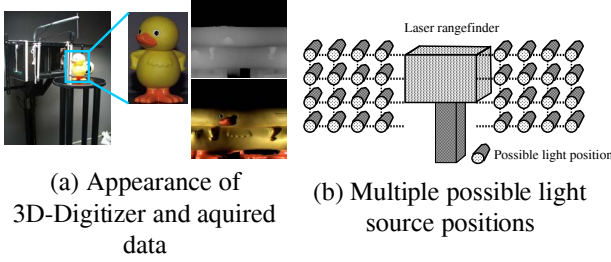 Laser rangefinder
Possible light position
(a) Appearance of
3D-Digitizer and aquired
data
(b) Multiple possible light
source positions